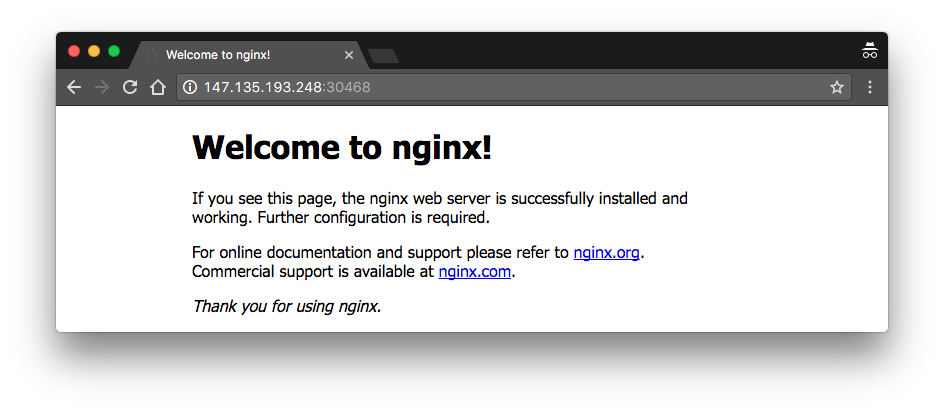 Welcome to nginx!
147.135.193.248:30468
Welcome to nginx!
If you see this page, the nginx web server is successfully installed and
working. Further configuration is required.
For online documentation and support please refer to nginx.org.
Commercial support is available at nginx.com.
Thank you for using nginx.